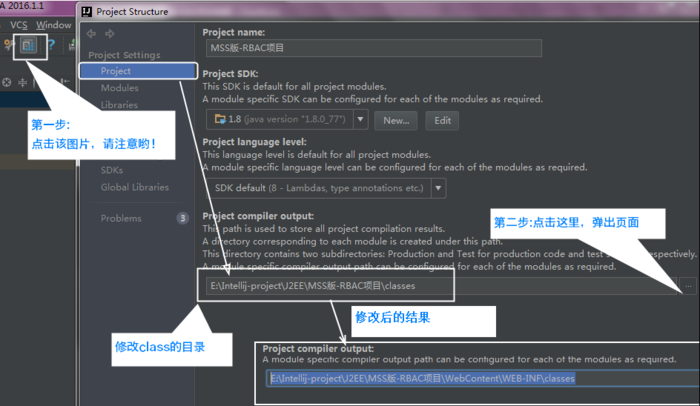 A 2016.1.1
VCS Window
Project Structure
Project Settings
Project
Modules
Libraries
SDKs
Global Libraries
Problems 3
第一步:
点击该图片，请注意哟！
Project name:
MSS版-RBAC项目
Project SDK:
This SDK is default for all project modules.
A module specific SDK can be configured for each of the modules as required.
1.8 (java version "1.8.0_77")
New...
Edit
Project language level:
This language level is default for all project modules.
A module specific language level can be configured for each of the modules as required.
SDK default (8 - Lambdas, type annotations etc.)
Project compiler output:
This path is used to store all project compilation results.
A directory corresponding to each module is created under this path.
This directory contains two subdirectories: Production and Test for production code and test s respectively.
A module specific compiler output path can be configured for each of the modules as required.
E:\Intellij-project\J2EE\MSS版-RBAC项目\classes
...
第二步:点击这里，弹出页面
修改class的目录
修改后的结果
Project compiler output:
A module specific compiler output path can be configured for each of the modules as required.
E:\Intellij-project\J2EE\MSS版-RBAC项目\WebContent\WEB-INF\classes